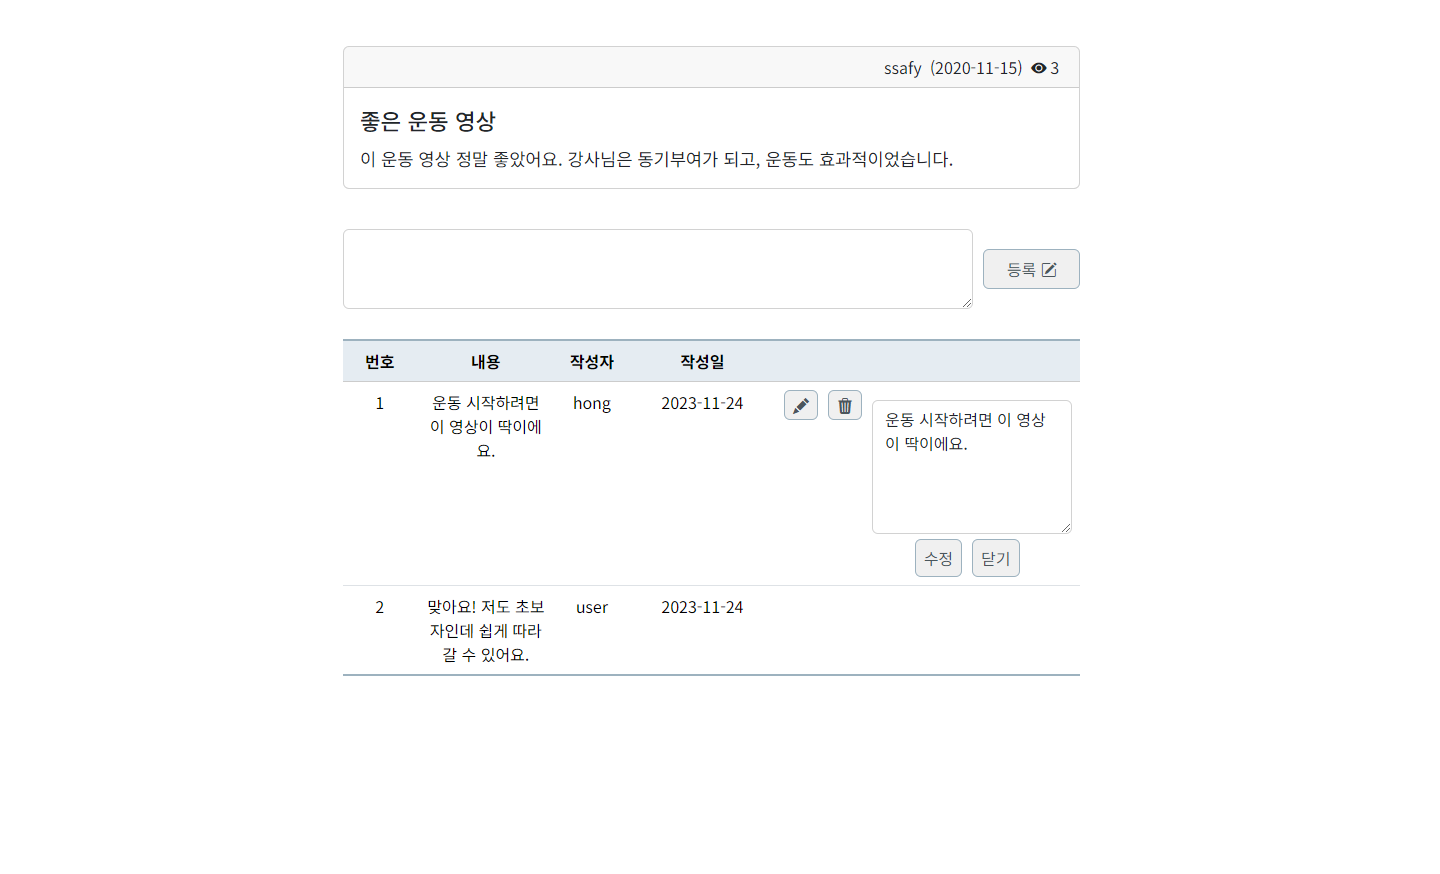 ssafy (2020-11-15) 3
좋은 운동 영상
이 운동 영상 정말 좋았어요. 강사님은 동기부여가 되고, 운동도 효과적이었습니다.
등록
번호 내용 작성자 작성일
1 운동 시작하려면 hong 2023-11-24
이 영상이 딱이에
요.
운동 시작하려면 이 영상
이 딱이에요.
수정 닫기
2 맞아요! 저도 초보 user 2023-11-24
자인데 쉽게 따라
갈 수 있어요.